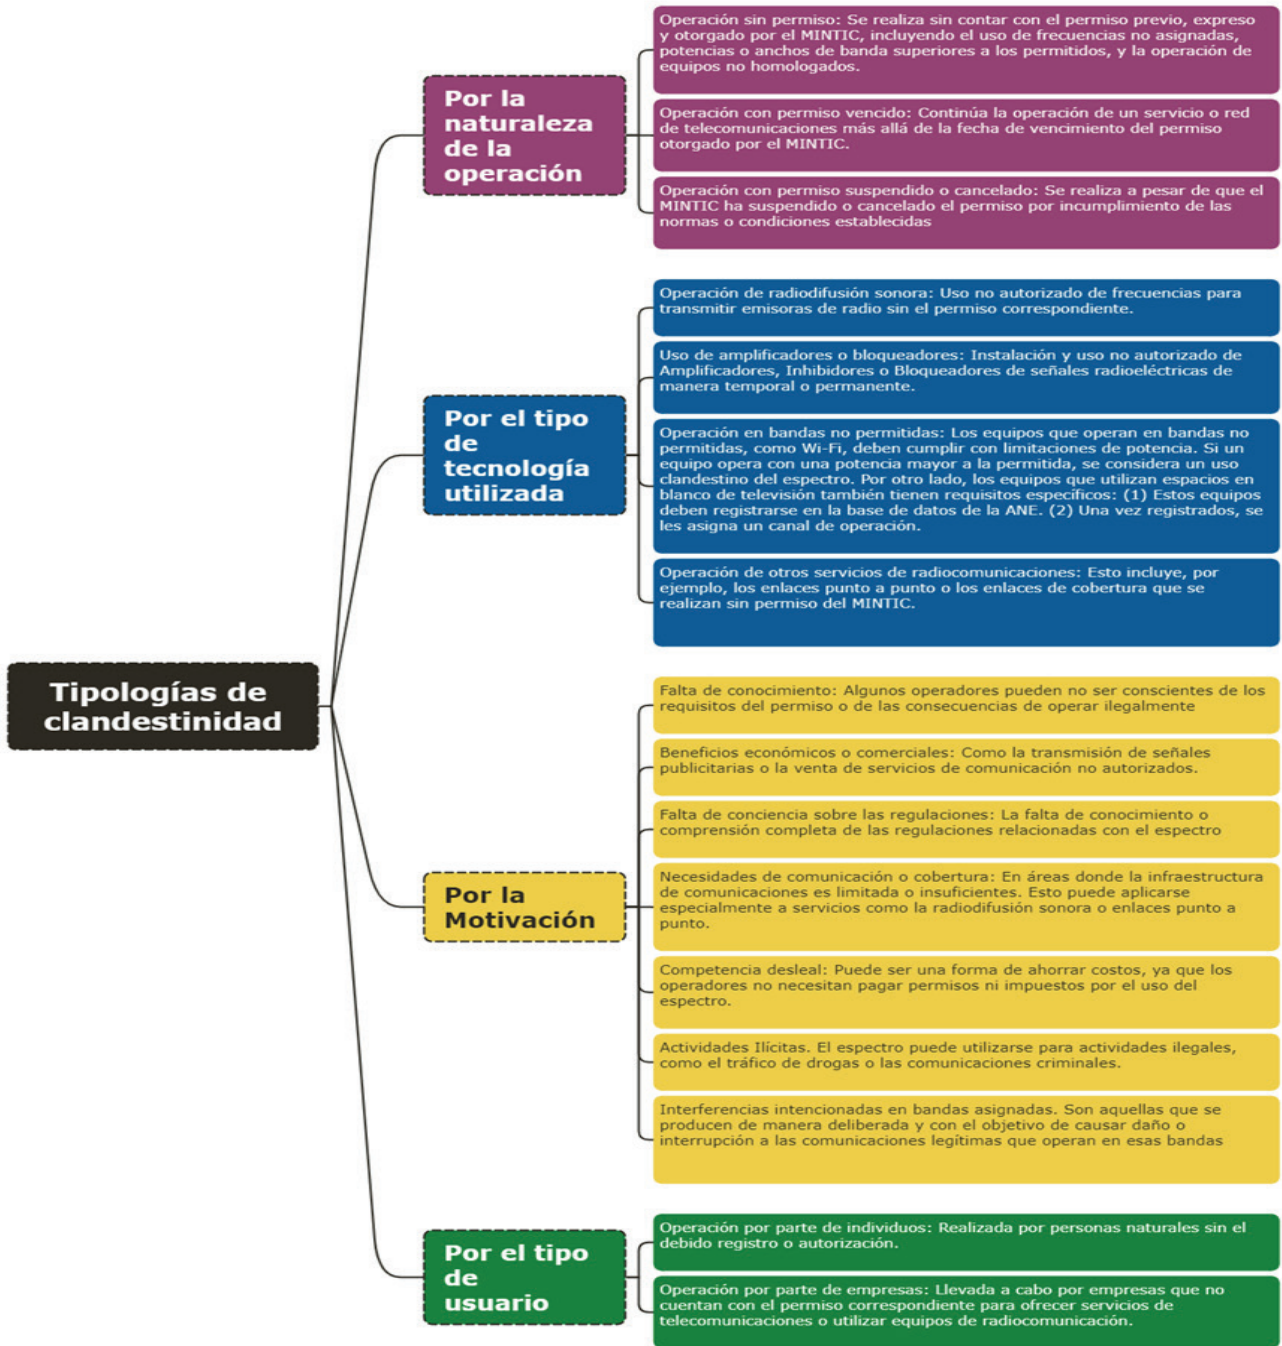 Tipologías de
clandestinidad
Por la
naturaleza
de la
operación
Operación sin permiso: Se realiza sin contar con el permiso previo, expreso
y otorgado por el MINTIC, incluyendo el uso de frecuencias no asignadas,
potencias o anchos de banda superiores a los permitidos, y la operación de
equipos no homologados.
Operación con permiso vencido: Continúa la operación de un servicio o red
de telecomunicaciones más allá de la fecha de vencimiento del permiso
otorgado por el MINTIC.
Operación con permiso suspendido o cancelado: Se realiza a pesar de que el
MINTIC ha suspendido o cancelado el permiso por incumplimiento de las
normas o condiciones establecidas
Por el tipo
de
tecnología
utilizada
Operación de radiodifusión sonora: Uso no autorizado de frecuencias para
transmitir emisoras de radio sin el permiso correspondiente.
Uso de amplificadores o bloqueadores: Instalación y uso no autorizado de
Amplificadores, Inhibidores o Bloqueadores de señales radioeléctricas de
manera temporal o permanente.
Operación en bandas no permitidas: Los equipos que operan en bandas no
permitidas, como Wi-Fi, deben cumplir con limitaciones de potencia. Si un
equipo opera con una potencia mayor a la permitida, se considera un uso
clandestino del espectro. Por otro lado, los equipos que utilizan espacios en
blanco de televisión también tienen requisitos específicos: (1) Estos equipos
deben registrarse en la base de datos de la ANE. (2) Una vez registrados, se
les asigna un canal de operación.
Operación de otros servicios de radiocomunicaciones: Esto incluye, por
ejemplo, los enlaces punto a punto o los enlaces de cobertura que se
realizan sin permiso del MINTIC.
Por la
Motivación
Falta de conocimiento: Algunos operadores pueden no ser conscientes de los
requisitos del permiso o de las consecuencias de operar ilegalmente
Beneficios económicos o comerciales: Como la transmisión de señales
publicitarias o la venta de servicios de comunicación no autorizados.
Falta de conciencia sobre las regulaciones: La falta de conocimiento o
comprensión completa de las regulaciones relacionadas con el espectro
Necesidades de comunicación o cobertura: En áreas donde la infraestructura
de comunicaciones es limitada o insuficientes. Esto puede aplicarse
especialmente a servicios como la radiodifusión sonora o enlaces punto a
punto.
Competencia desleal: Puede ser una forma de ahorrar costos, ya que los
operadores no necesitan pagar permisos ni impuestos por el uso del
espectro.
Actividades Ilícitas. El espectro puede utilizarse para actividades ilegales,
como el tráfico de drogas o las comunicaciones criminales.
Interferencias intencionadas en bandas asignadas. Son aquellas que se
producen de manera deliberada y con el objetivo de causar daño o
interrupción a las comunicaciones legítimas que operan en esas bandas
Por el tipo
de
usuario
Operación por parte de individuos: Realizada por personas naturales sin el
debido registro o autorización.
Operación por parte de empresas: Llevada a cabo por empresas que no
cuentan con el permiso correspondiente para ofrecer servicios de
telecomunicaciones o utilizar equipos de radiocomunicación.